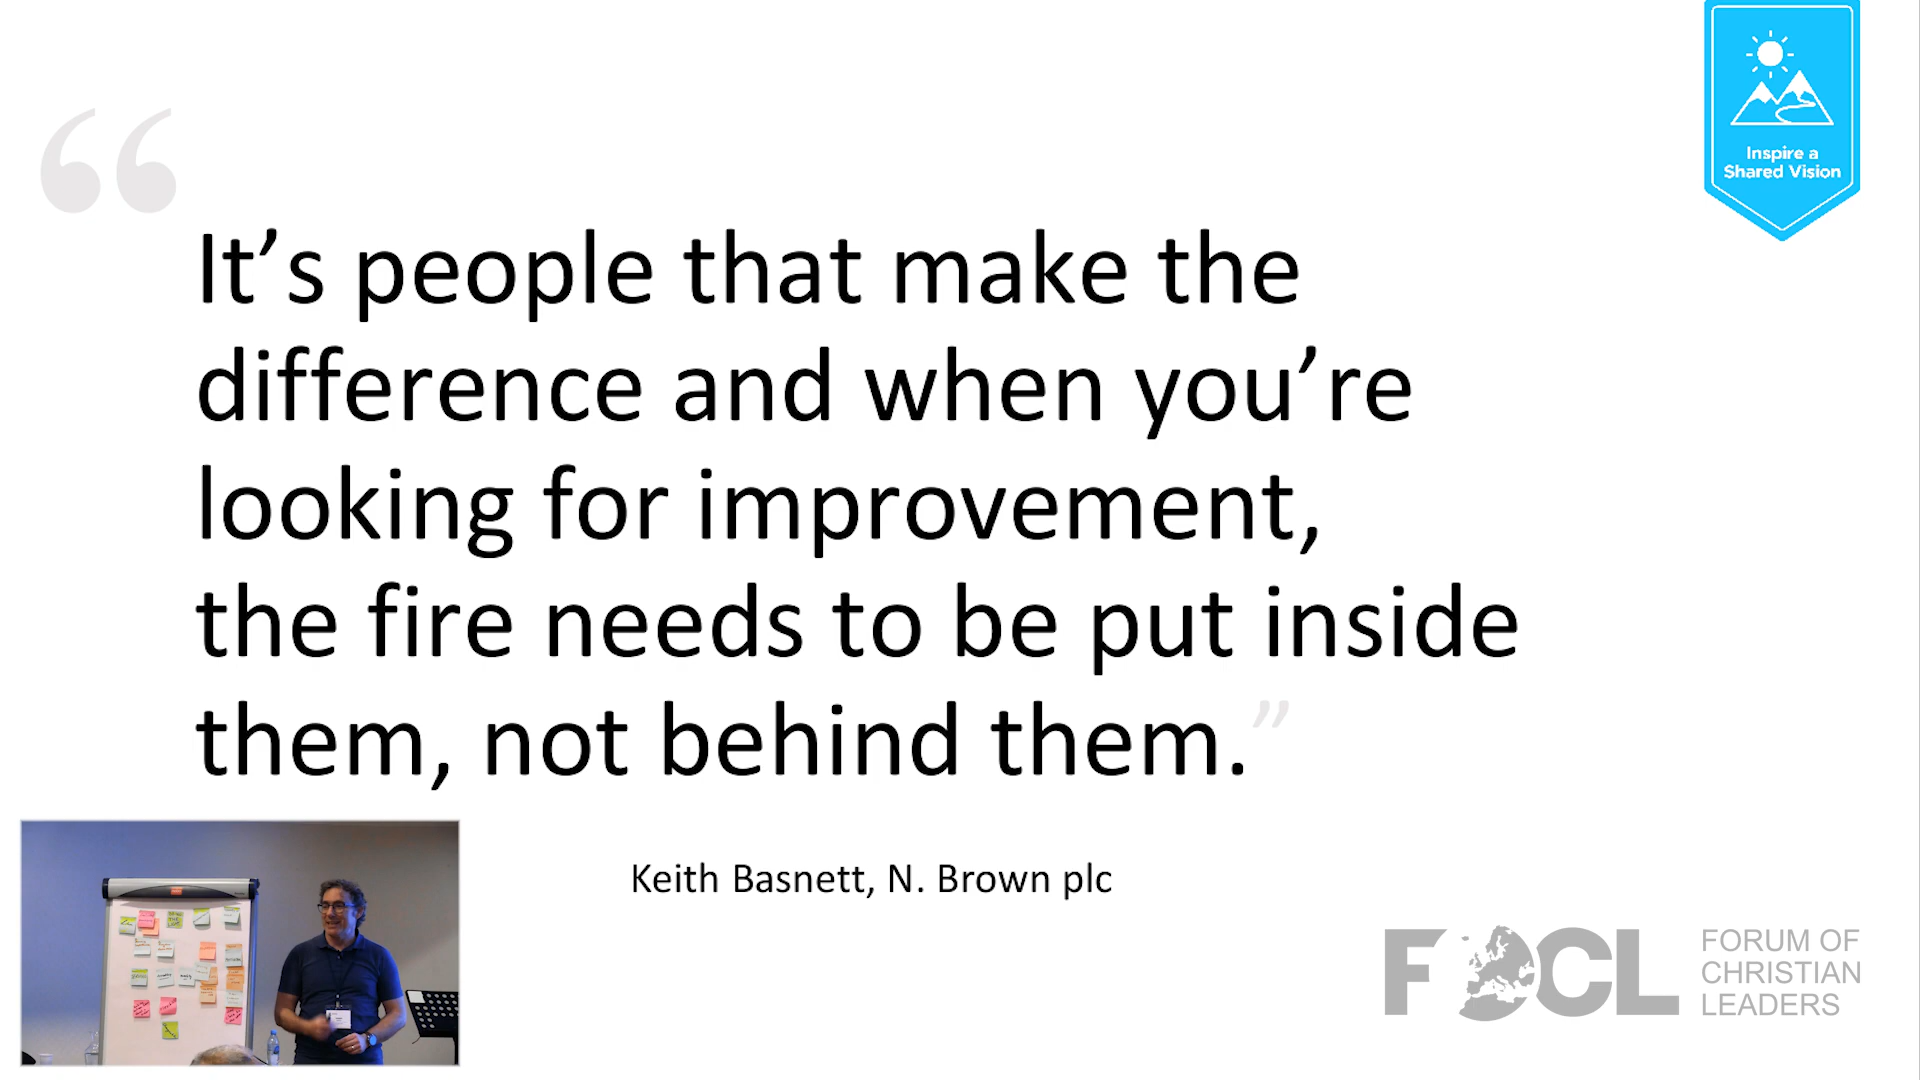 Inspire a
Shared Vision
“
It’s people that make the
difference and when you’re
looking for improvement,
the fire needs to be put inside
them, not behind them.”
Keith Basnett, N. Brown plc
FOCL
FORUM OF
CHRISTIAN
LEADERS